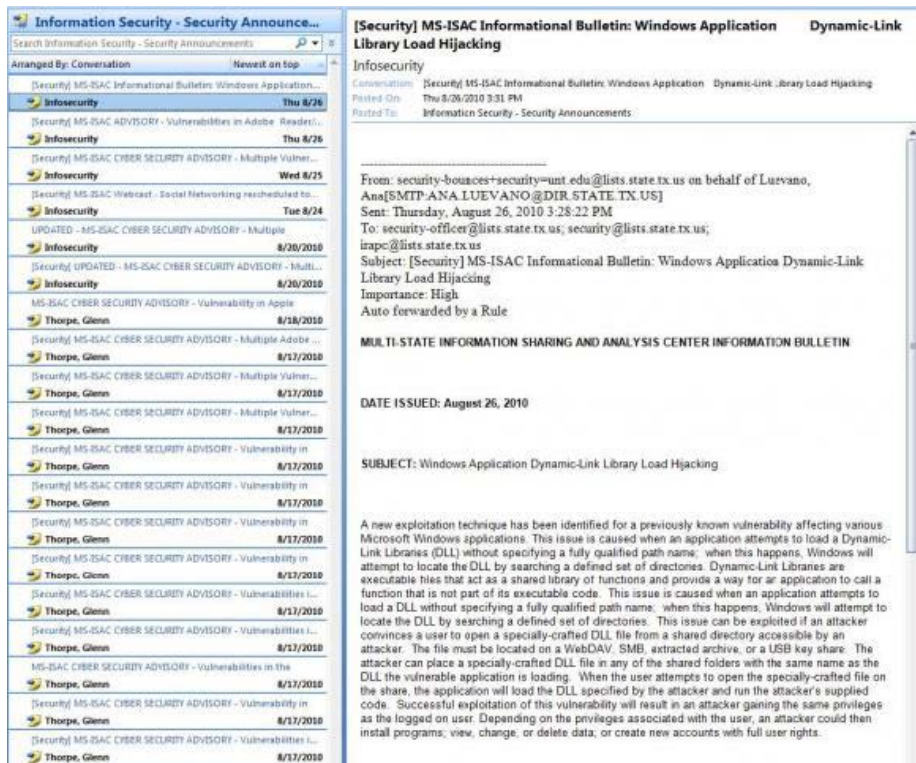 Information Security - Security Announce...
Search Information Security - Security Announcements
Arranged By: Conversation Newest on top
[Security] MS-ISAC Informational Bulletin: Windows Application...
Infosecurity Thu 8/26
[Security] MS-ISAC ADVISORY - Vulnerabilities in Adobe Reader/...
Infosecurity Thu 8/26
[Security] MS-ISAC CYBER SECURITY ADVISORY - Multiple Vulner...
Infosecurity Wed 8/25
[Security] MS-ISAC Webcast - Social Networking rescheduled to...
Infosecurity Tue 8/24
UPDATED - MS-ISAC CYBER SECURITY ADVISORY - Multiple
Infosecurity 8/20/2010
[Security] UPDATED - MS-ISAC CYBER SECURITY ADVISORY - Multi...
Infosecurity 8/20/2010
MS-ISAC CYBER SECURITY ADVISORY - Vulnerability in Apple
Thorpe, Glenn 8/18/2010
[Security] MS-ISAC CYBER SECURITY ADVISORY - Multiple Adobe ...
Thorpe, Glenn 8/17/2010
[Security] MS-ISAC CYBER SECURITY ADVISORY - Multiple Vulner...
Thorpe, Glenn 8/17/2010
[Security] MS-ISAC CYBER SECURITY ADVISORY - Multiple Vulner...
Thorpe, Glenn 8/17/2010
[Security] MS-ISAC CYBER SECURITY ADVISORY - Vulnerability in
Thorpe, Glenn 8/17/2010
[Security] MS-ISAC CYBER SECURITY ADVISORY - Vulnerability in
Thorpe, Glenn 8/17/2010
[Security] MS-ISAC CYBER SECURITY ADVISORY - Vulnerability in
Thorpe, Glenn 8/17/2010
[Security] MS-ISAC CYBER SECURITY ADVISORY - Vulnerability in
Thorpe, Glenn 8/17/2010
[Security] MS-ISAC CYBER SECURITY ADVISORY - Vulnerabilities i...
Thorpe, Glenn 8/17/2010
[Security] MS-ISAC CYBER SECURITY ADVISORY - Vulnerabilities i...
Thorpe, Glenn 8/17/2010
MS-ISAC CYBER SECURITY ADVISORY - Vulnerabilities in the
Thorpe, Glenn 8/17/2010
[Security] MS-ISAC CYBER SECURITY ADVISORY - Vulnerability in
Thorpe, Glenn 8/17/2010
[Security] MS-ISAC CYBER SECURITY ADVISORY - Vulnerabilities i...
Thorpe, Glenn 8/17/2010
[Security] MS-ISAC Informational Bulletin: Windows Application Dynamic-Link
Library Load Hijacking
Infosecurity
Conversation: [Security] MS-ISAC Informational Bulletin: Windows Application Dynamic-Link Library Load Hijacking
Posted On: Thu 8/26/2010 3:31 PM
Posted To: Information Security - Security Announcements
From: security-bounces+security=unt.edu@lists.state.tx.us on behalf of Luevano,
Ana[SMTP:ANA.LUEVANO@DIR.STATE.TX.US]
Sent: Thursday, August 26, 2010 3:28:22 PM
To: security-officer@lists.state.tx.us; security@lists.state.tx.us;
irapc@lists.state.tx.us
Subject: [Security] MS-ISAC Informational Bulletin: Windows Application Dynamic-Link
Library Load Hijacking
Importance: High
Auto forwarded by a Rule
MULTI-STATE INFORMATION SHARING AND ANALYSIS CENTER INFORMATION BULLETIN
DATE ISSUED: August 26, 2010
SUBJECT: Windows Application Dynamic-Link Library Load Hijacking
A new exploitation technique has been identified for a previously known vulnerability affecting various
Microsoft Windows applications. This issue is caused when an application attempts to load a Dynamic-
Link Libraries (DLL) without specifying a fully qualified path name; when this happens, Windows will
attempt to locate the DLL by searching a defined set of directories. Dynamic-Link Libraries are
executable files that act as a shared library of functions and provide a way for an application to call a
function that is not part of its executable code. This issue is caused when an application attempts to
load a DLL without specifying a fully qualified path name; when this happens, Windows will attempt to
locate the DLL by searching a defined set of directories. This issue can be exploited if an attacker
convinces a user to open a specially-crafted DLL file from a shared directory accessible by an
attacker. The file must be located on a WebDAV, SMB, extracted archive, or a USB key share. The
attacker can place a specially-crafted DLL file in any of the shared folders with the same name as the
DLL the vulnerable application is loading. When the user attempts to open the specially-crafted file on
the share, the application will load the DLL specified by the attacker and run the attacker's supplied
code. Successful exploitation of this vulnerability will result in an attacker gaining the same privileges
as the logged on user. Depending on the privileges associated with the user, an attacker could then
install programs; view, change, or delete data; or create new accounts with full user rights.